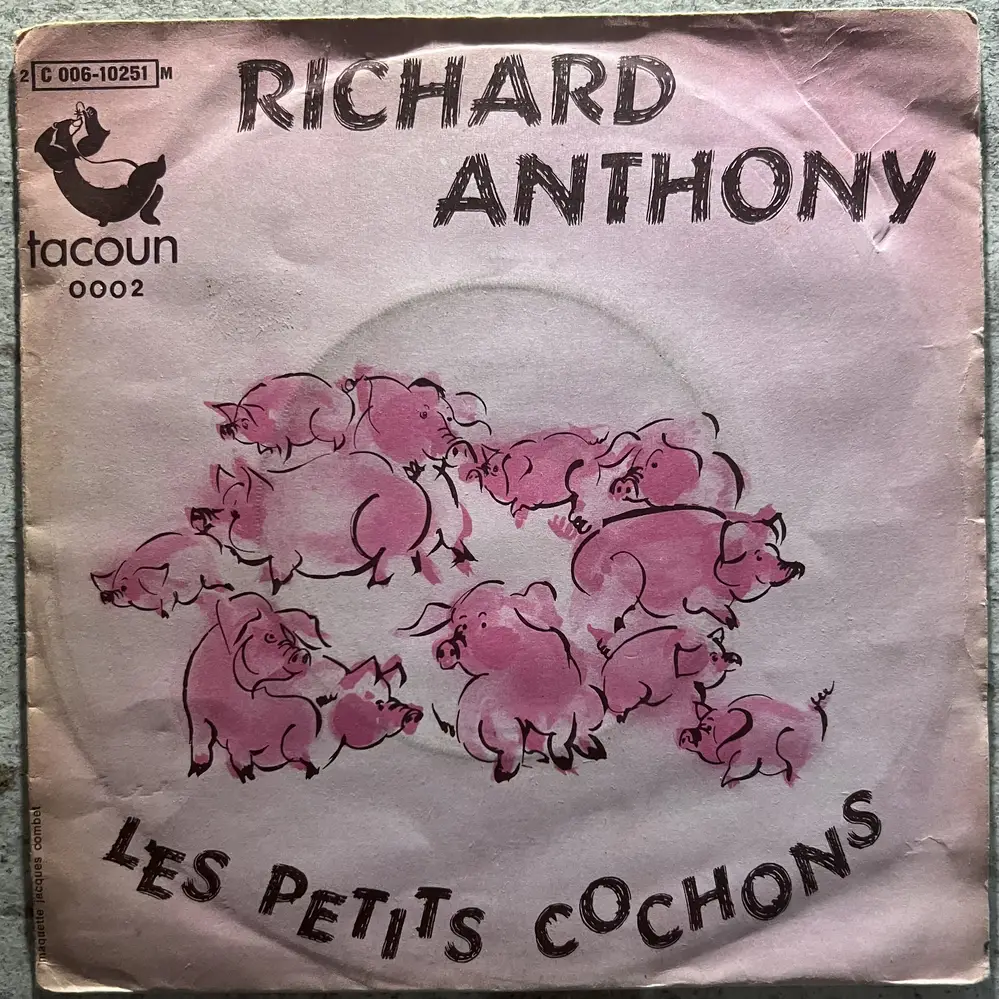 2 C 006-10251 M
RICHARD
ANTHONY
tacoun
0002
LES PETITS COCHONS
maquette jacques combet